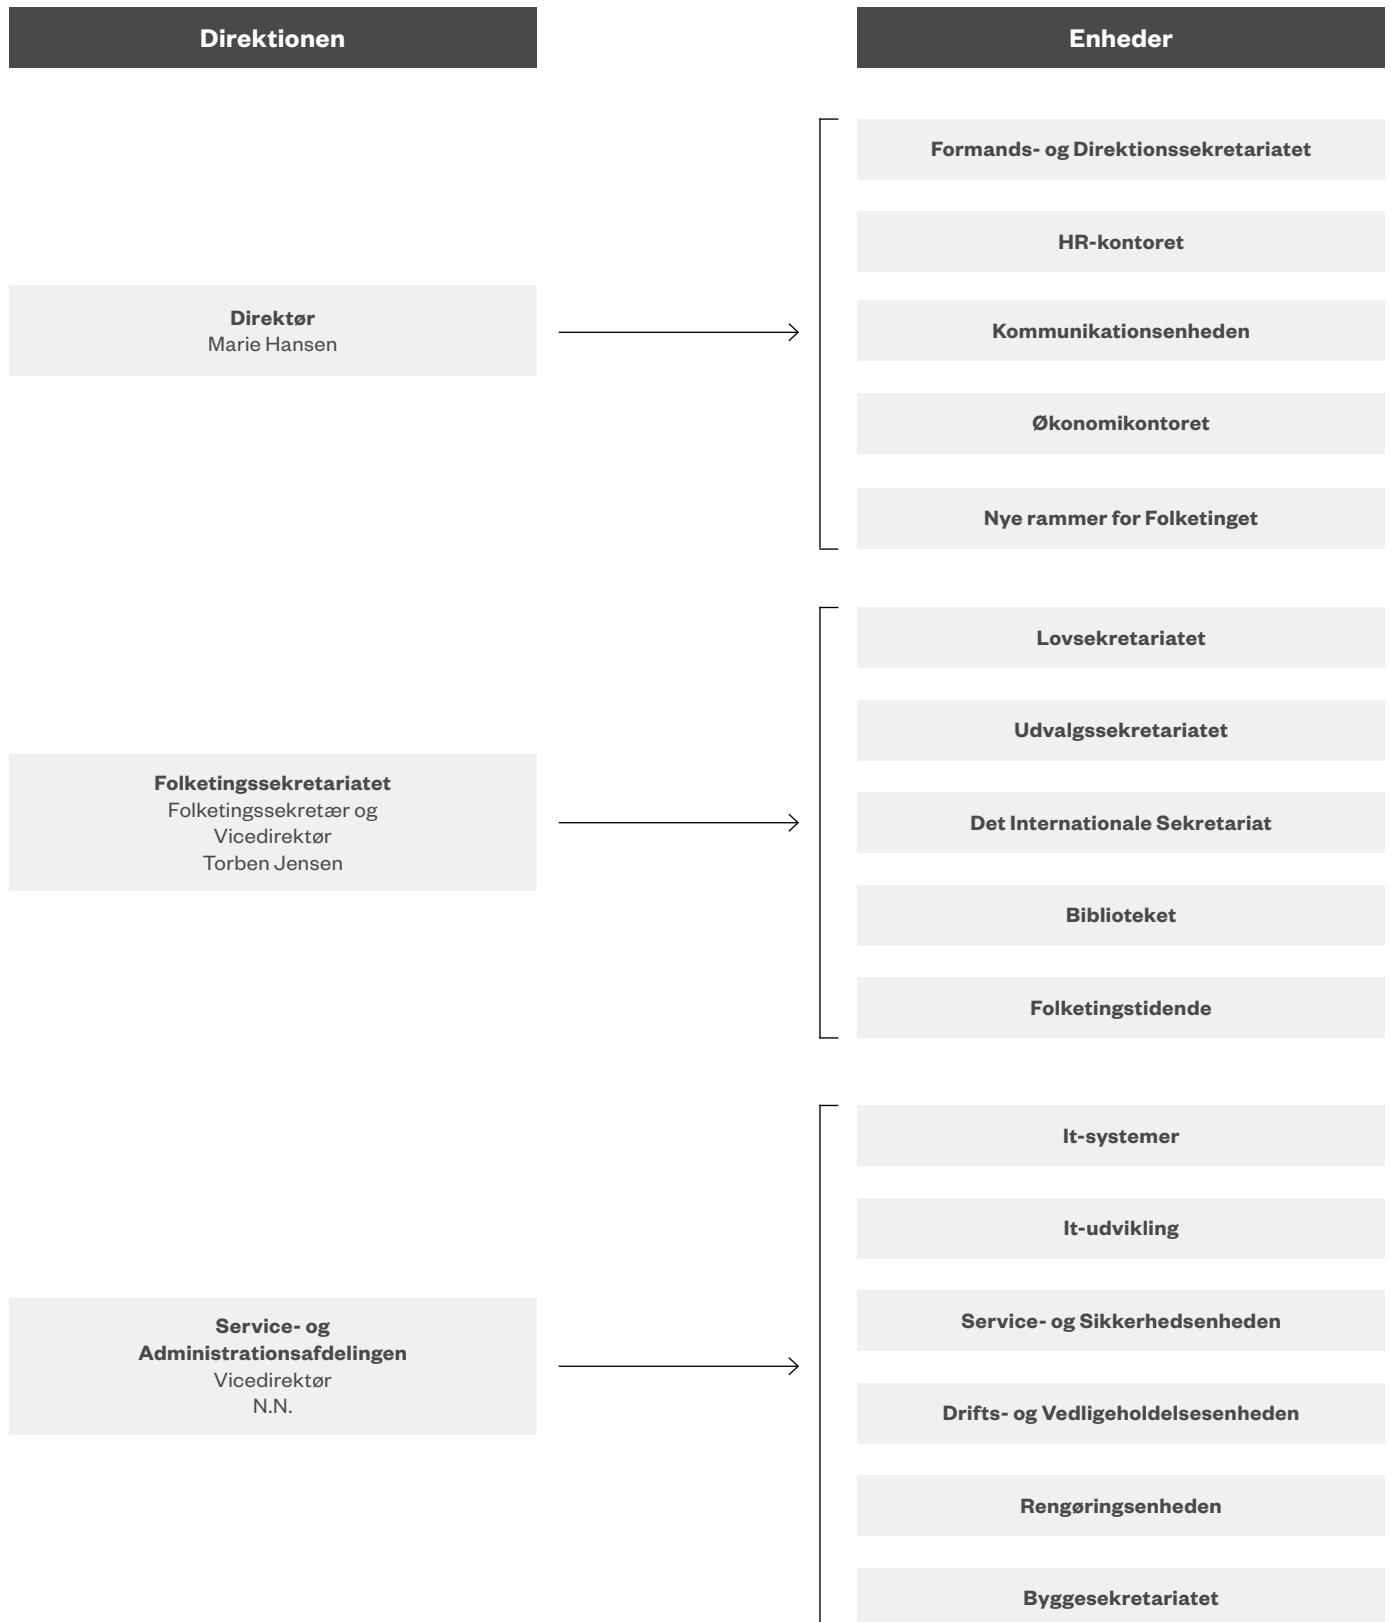 Direktionen
Enheder
Direktør
Marie Hansen
Formands- og Direktionssekretariatet
HR-kontoret
Kommunikationsenheden
Økonomikontoret
Nye rammer for Folketinget
Folketingssekretariatet
Folketingssekretær og
Vicedirektør
Torben Jensen
Lovsekretariatet
Udvalgssekretariatet
Det Internationale Sekretariat
Biblioteket
Folketingstidende
Service- og
Administrationsafdelingen
Vicedirektør
N.N.
It-systemer
It-udvikling
Service- og Sikkerhedsenheden
Drifts- og Vedligeholdelsesenheden
Rengøringsenheden
Byggesekretariatet